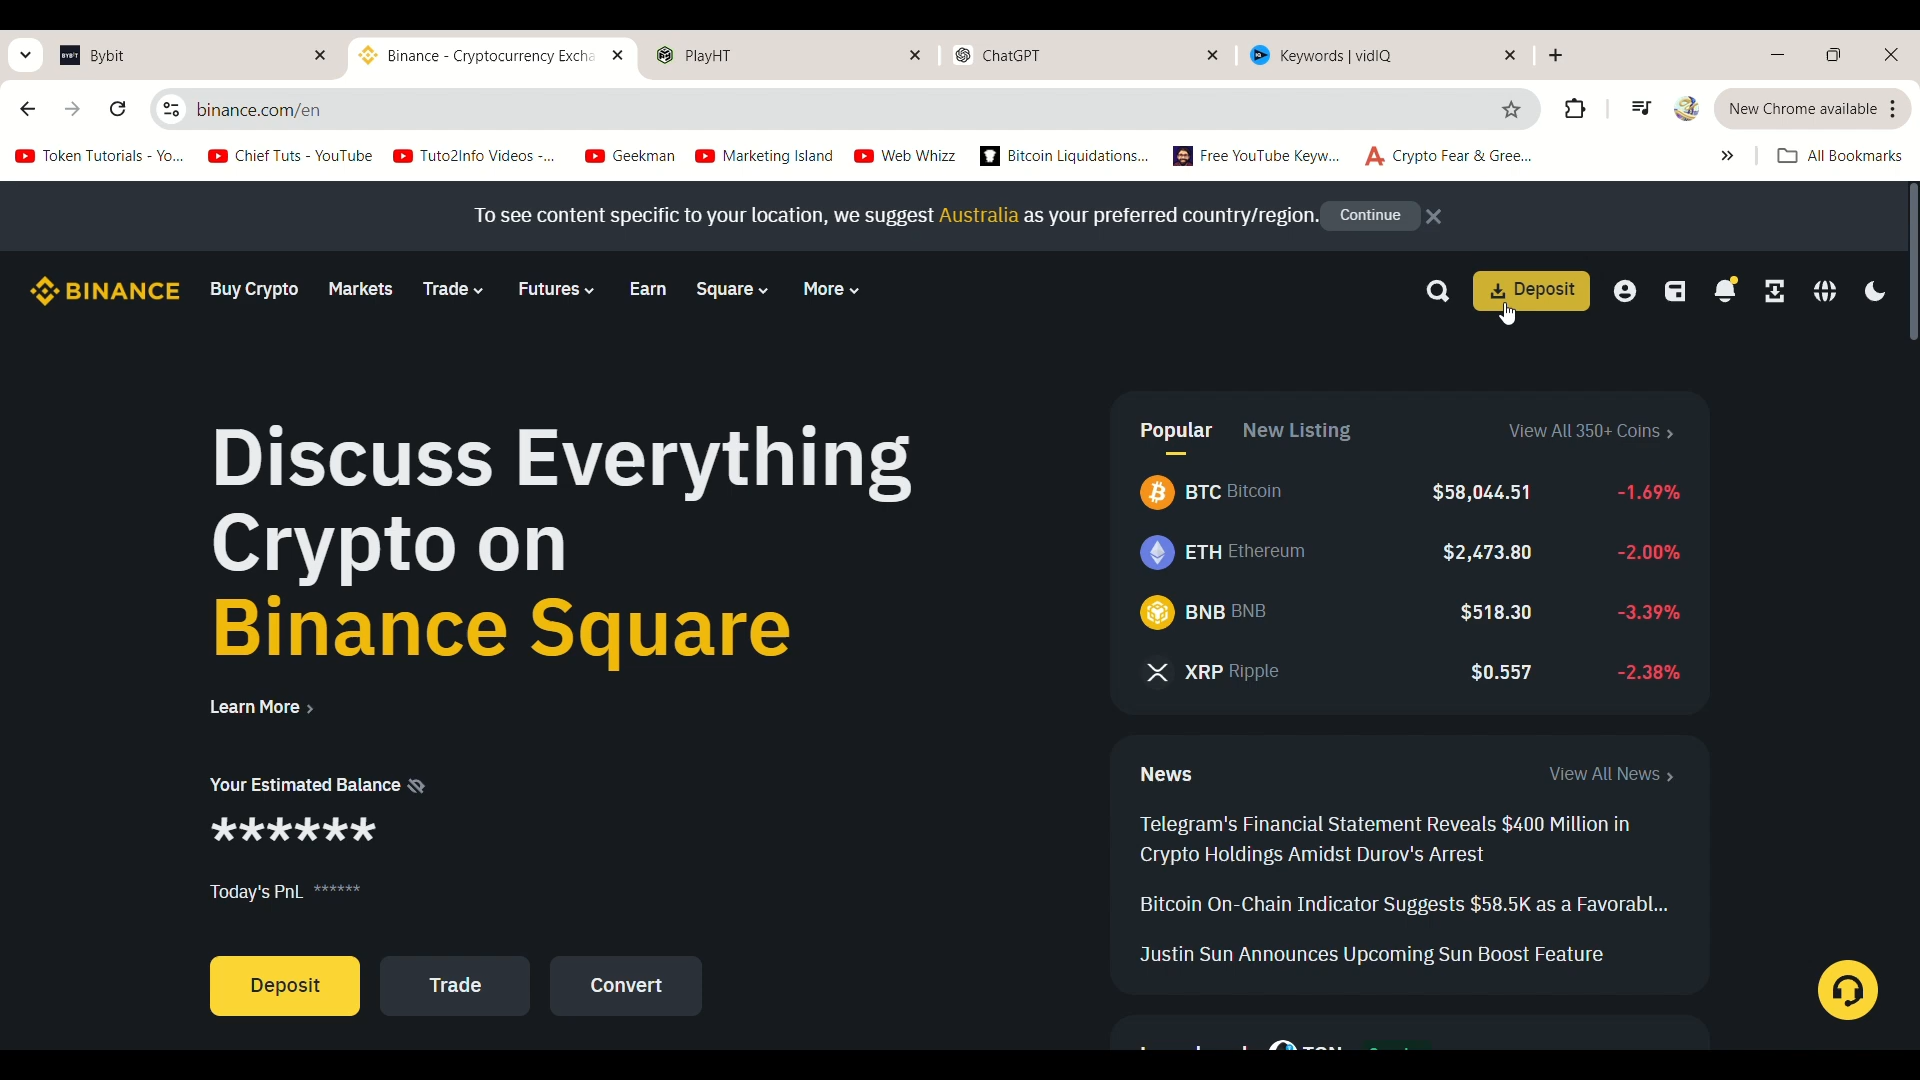 Bybit
Binance - Cryptocurrency Excha
PlayHT
ChatGPT
Keywords | vidIQ
binance.com/en
New Chrome available
Token Tutorials - Yo...
Chief Tuts - YouTube
Tuto2Info Videos -...
Geekman
Marketing Island
Web Whizz
Bitcoin Liquidations...
Free YouTube Keyw...
Crypto Fear & Gree...
All Bookmarks
To see content specific to your location, we suggest Australia as your preferred country/region. Continue
BINANCE
Buy Crypto
Markets
Trade
Futures
Earn
Square
More
Deposit
Discuss Everything
Crypto on
Binance Square
Learn More
Your Estimated Balance
******
Today's PnL ******
Deposit
Trade
Convert
Popular
New Listing
View All 350+ Coins
BTC Bitcoin $58,044.51 -1.69%
ETH Ethereum $2,473.80 -2.00%
BNB BNB $518.30 -3.39%
XRP Ripple $0.557 -2.38%
News
View All News
Telegram's Financial Statement Reveals $400 Million in
Crypto Holdings Amidst Durov's Arrest
Bitcoin On-Chain Indicator Suggests $58.5K as a Favorabl...
Justin Sun Announces Upcoming Sun Boost Feature